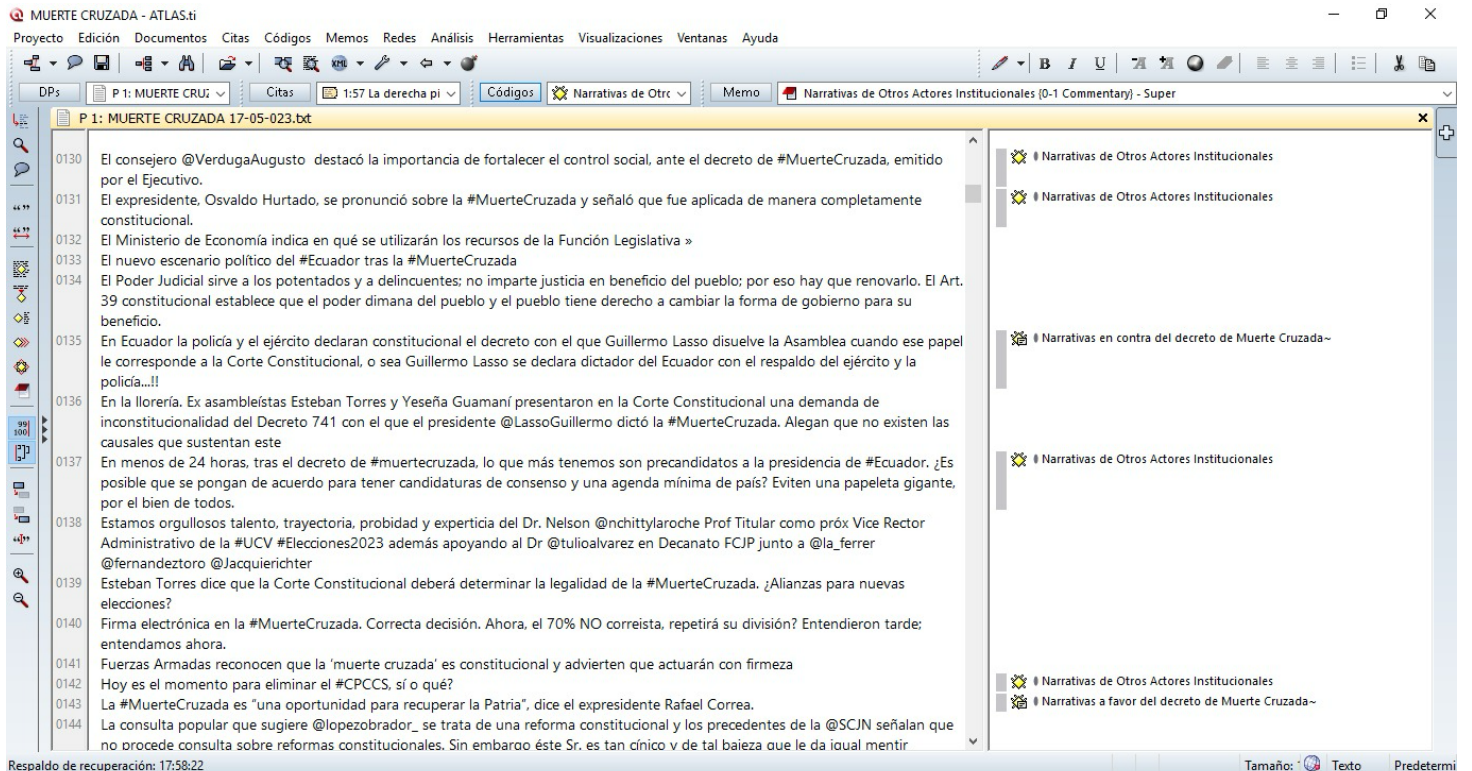 MUERTE CRUZADA - ATLAS.ti
Proyecto Edición Documentos Citas Códigos Memos Redes Análisis Herramientas Visualizaciones Ventanas Ayuda
XML B I U
DPs P 1: MUERTE CRUZ Citas 1:57 La derecha pi Códigos Narrativas de Otrc Memo Narrativas de Otros Actores Institucionales {0-1 Commentary} - Super
P 1: MUERTE CRUZADA 17-05-023.txt
0130 El consejero @VerdugaAugusto destacó la importancia de fortalecer el control social, ante el decreto de #MuerteCruzada, emitido
por el Ejecutivo.
Narrativas de Otros Actores Institucionales
0131 El expresidente, Osvaldo Hurtado, se pronunció sobre la #MuerteCruzada y señaló que fue aplicada de manera completamente
constitucional.
Narrativas de Otros Actores Institucionales
0132 El Ministerio de Economía indica en qué se utilizarán los recursos de la Función Legislativa »
0133 El nuevo escenario político del #Ecuador tras la #MuerteCruzada
0134 El Poder Judicial sirve a los potentados y a delincuentes; no imparte justicia en beneficio del pueblo; por eso hay que renovarlo. El Art.
39 constitucional establece que el poder dimana del pueblo y el pueblo tiene derecho a cambiar la forma de gobierno para su
beneficio.
0135 En Ecuador la policía y el ejército declaran constitucional el decreto con el que Guillermo Lasso disuelve la Asamblea cuando ese papel
le corresponde a la Corte Constitucional, o sea Guillermo Lasso se declara dictador del Ecuador con el respaldo del ejército y la
policía...!!
Narrativas en contra del decreto de Muerte Cruzada~
0136 En la llorería. Ex asambleístas Esteban Torres y Yeseña Guamaní presentaron en la Corte Constitucional una demanda de
inconstitucionalidad del Decreto 741 con el que el presidente @LassoGuillermo dictó la #MuerteCruzada. Alegan que no existen las
causales que sustentan este
0137 En menos de 24 horas, tras el decreto de #muertecruzada, lo que más tenemos son precandidatos a la presidencia de #Ecuador. ¿Es
posible que se pongan de acuerdo para tener candidaturas de consenso y una agenda mínima de país? Eviten una papeleta gigante,
por el bien de todos.
Narrativas de Otros Actores Institucionales
0138 Estamos orgullosos talento, trayectoria, probidad y experticia del Dr. Nelson @nchittylaroche Prof Titular como próx Vice Rector
Administrativo de la #UCV #Elecciones2023 además apoyando al Dr @tulioalvarez en Decanato FCJP junto a @la_ferrer
@fernandeztoro @Jacquierichter
0139 Esteban Torres dice que la Corte Constitucional deberá determinar la legalidad de la #MuerteCruzada. ¿Alianzas para nuevas
elecciones?
0140 Firma electrónica en la #MuerteCruzada. Correcta decisión. Ahora, el 70% NO correista, repetirá su división? Entendieron tarde;
entendamos ahora.
0141 Fuerzas Armadas reconocen que la ‘muerte cruzada’ es constitucional y advierten que actuarán con firmeza
0142 Hoy es el momento para eliminar el #CPCCS, sí o qué?
Narrativas de Otros Actores Institucionales
0143 La #MuerteCruzada es “una oportunidad para recuperar la Patria”, dice el expresidente Rafael Correa.
Narrativas a favor del decreto de Muerte Cruzada~
0144 La consulta popular que sugiere @lopezobrador_ se trata de una reforma constitucional y los precedentes de la @SCJN señalan que
no procede consulta sobre reformas constitucionales. Sin embargo éste Sr. es tan cínico y de tal bajeza que le da igual mentir
Respaldo de recuperación: 17:58:22 Tamaño: Texto Predetermi